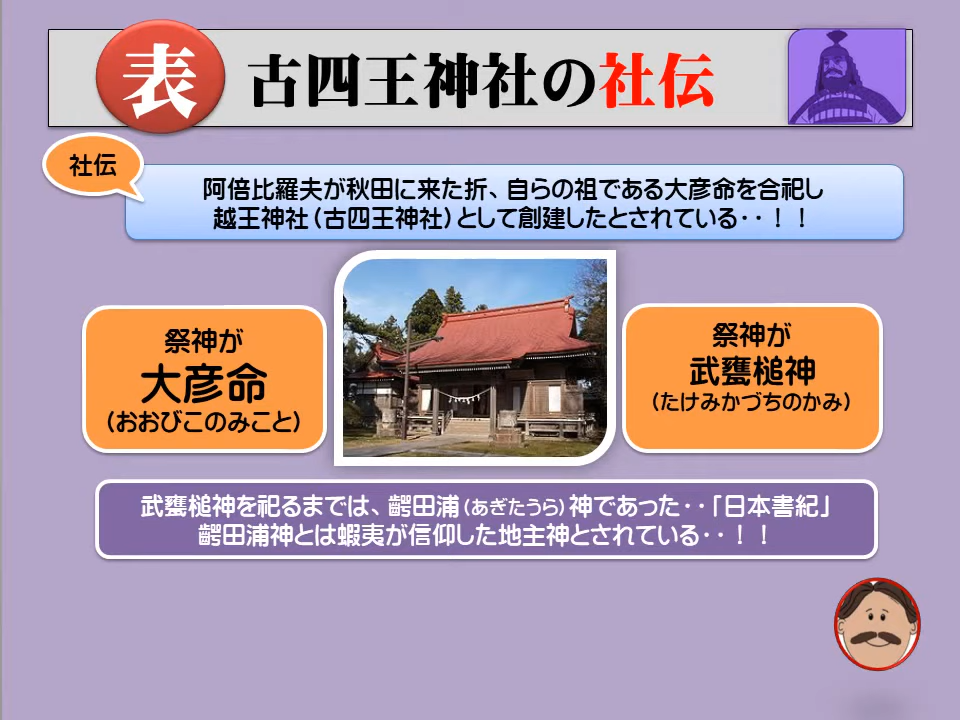 表 古四王神社の社伝
社伝
阿倍比羅夫が秋田に来た折、自らの祖である大彦命を合祀し
越王神社(古四王神社)として創建したとされている‥!!
祭神が
大彦命
(おおびこのみこと)
祭神が
武甕槌神
(たけみかづちのかみ)
武甕槌神を祀るまでは、齶田浦(あぎたうら)神であった‥「日本書紀」
齶田浦神とは蝦夷が信仰した地主神とされている‥!!